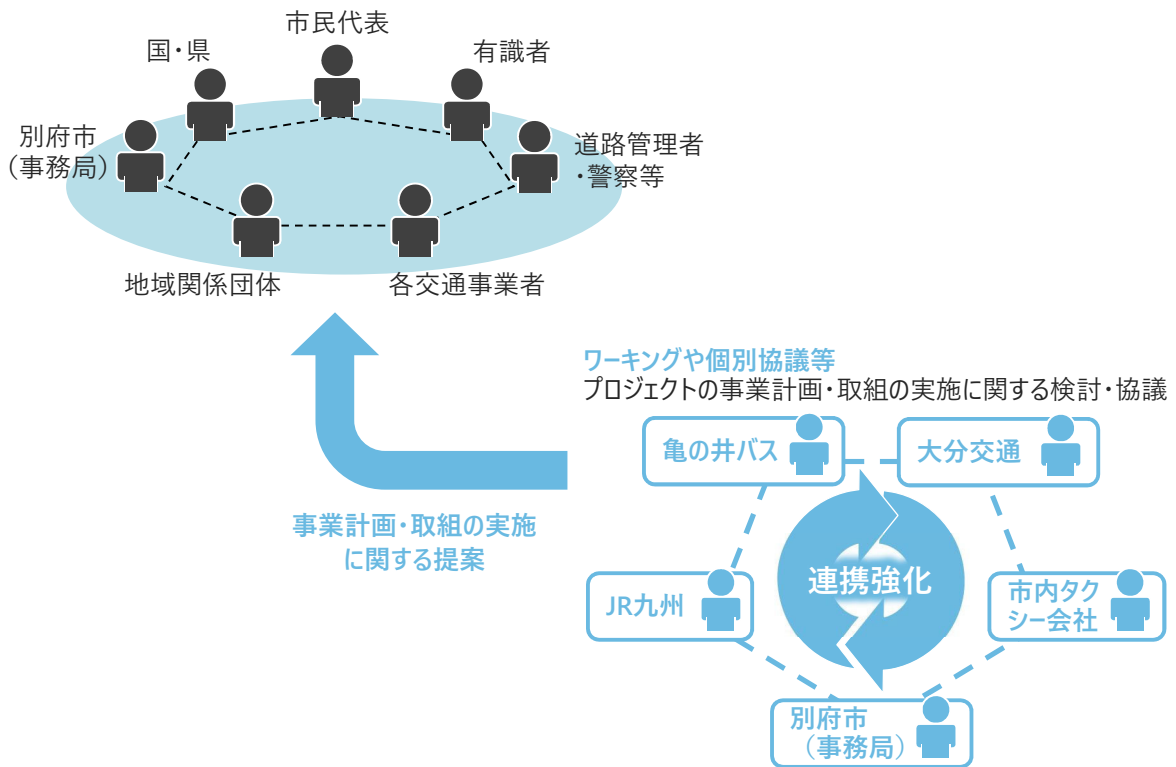 市民代表
国・県
有識者
別府市
（事務局）
道路管理者
・警察等
地域関係団体
各交通事業者
ワーキングや個別協議等
プロジェクトの事業計画・取組の実施に関する検討・協議
亀の井バス
大分交通
事業計画・取組の実施
に関する提案
連携強化
JR九州
市内タク
シー会社
別府市
（事務局）